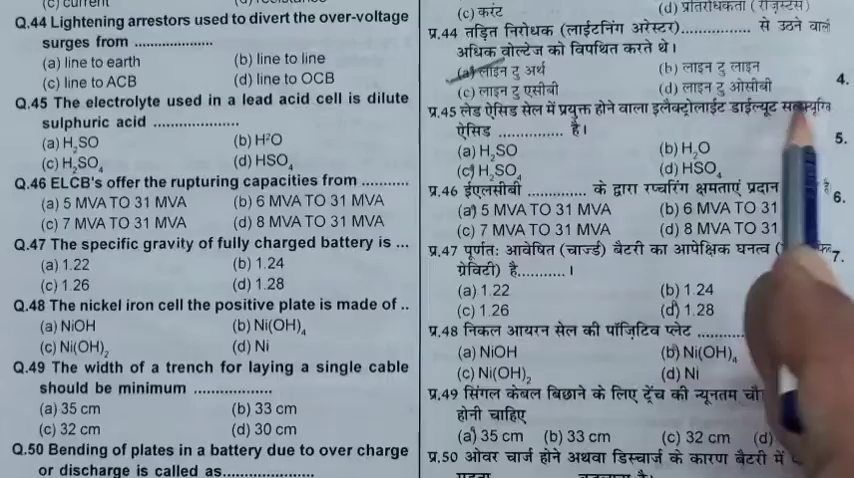 (c) current
Q.44 Lightening arrestors used to divert the over-voltage
surges from ...................
(a) line to earth (b) line to line
(c) line to ACB (d) line to OCB
Q.45 The electrolyte used in a lead acid cell is dilute
sulphuric acid ....................
(a) H₂SO (b) H²O
(c) H₂SO₄ (d) HSO₄
Q.46 ELCB's offer the rupturing capacities from ...........
(a) 5 MVA TO 31 MVA (b) 6 MVA TO 31 MVA
(c) 7 MVA TO 31 MVA (d) 8 MVA TO 31 MVA
Q.47 The specific gravity of fully charged battery is ...
(a) 1.22 (b) 1.24
(c) 1.26 (d) 1.28
Q.48 The nickel iron cell the positive plate is made of ..
(a) NiOH (b) Ni(OH)₄
(c) Ni(OH)₂ (d) Ni
Q.49 The width of a trench for laying a single cable
should be minimum ..................
(a) 35 cm (b) 33 cm
(c) 32 cm (d) 30 cm
Q.50 Bending of plates in a battery due to over charge
or discharge is called as.....................
(c) करंट (d) प्रतिरोधकता (रेज़िस्टेंस)
प्र.44 तड़ित निरोधक (लाईटनिंग अरेस्टर)................ से उठने वाले
अधिक वोल्टेज को विपथित करते थे।
(a) लाइन टु अर्थ (b) लाइन टु लाइन
(c) लाइन टु एसीबी (d) लाइन टु ओसीबी
प्र.45 लेड ऐसिड सेल में प्रयुक्त होने वाला इलैक्ट्रोलाईट डाईल्यूट
ऐसिड .............. है।
(a) H₂SO (b) H₂O
(c) H₂SO₄ (d) HSO₄
प्र.46 ईएलसीबी ............. के द्वारा रप्चरिंग क्षमताएं प्रदान है
(a) 5 MVA TO 31 MVA (b) 6 MVA TO 31
(c) 7 MVA TO 31 MVA (d) 8 MVA TO 31
प्र.47 पूर्णतः आवेषित (चार्ज्ड) बैटरी का आपेक्षिक घनत्व
ग्रेविटी) है........... ।
(a) 1.22 (b) 1.24
(c) 1.26 (d) 1.28
प्र.48 निकल आयरन सेल की पॉज़िटिव प्लेट ..........
(a) NiOH (b) Ni(OH)₄
(c) Ni(OH)₂ (d) Ni
प्र.49 सिंगल केबल बिछाने के लिए ट्रेंच की न्यूनतम
होनी चाहिए
(a) 35 cm (b) 33 cm (c) 32 cm (d)
प्र.50 ओवर चार्ज होने अथवा डिस्चार्ज के कारण बैटरी में
4.
5.
6.
7.